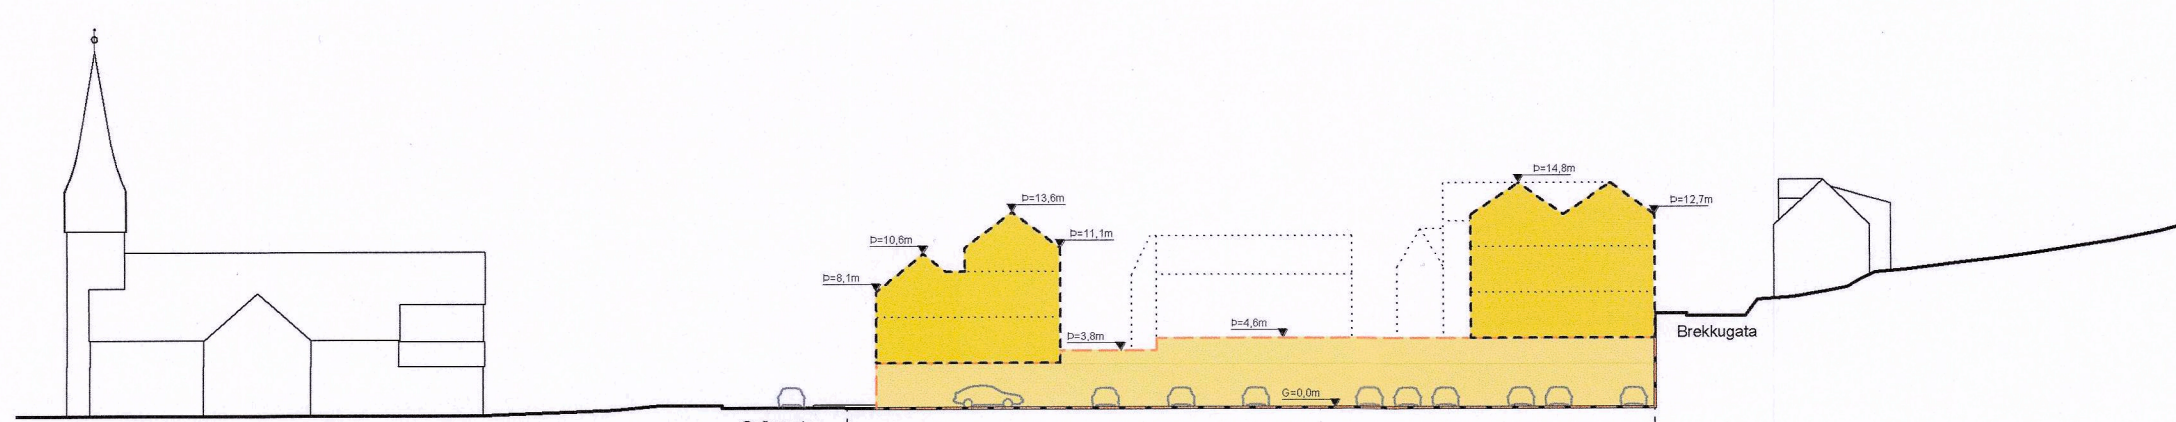 Þ=14,8m
Þ=12,7m
Þ=13,6m
Þ=11,1m
Þ=10,6m
Þ=8,1m
Þ=4,6m
Þ=3,8m
Brekkugata
G=0,0m